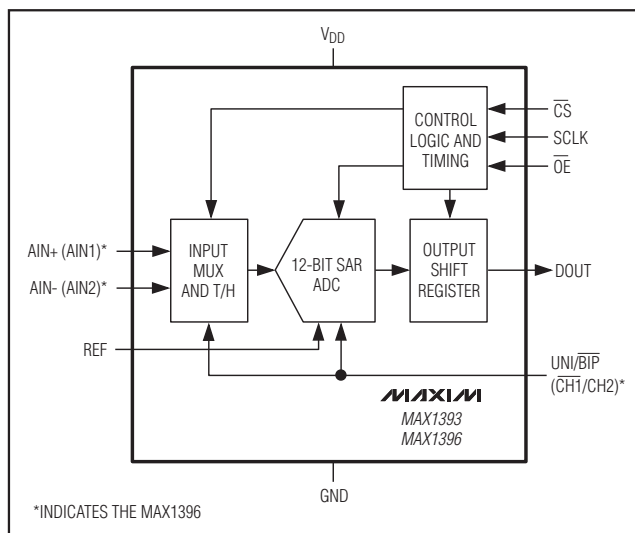 VDD
CONTROL
LOGIC AND
TIMING
CS
SCLK
OE
AIN+ (AIN1)*
AIN- (AIN2)*
INPUT
MUX
AND T/H
12-BIT SAR
ADC
OUTPUT
SHIFT
REGISTER
DOUT
REF
UNI/BIP
(CH1/CH2)*
MAXIM
MAX1393
MAX1396
GND
*INDICATES THE MAX1396